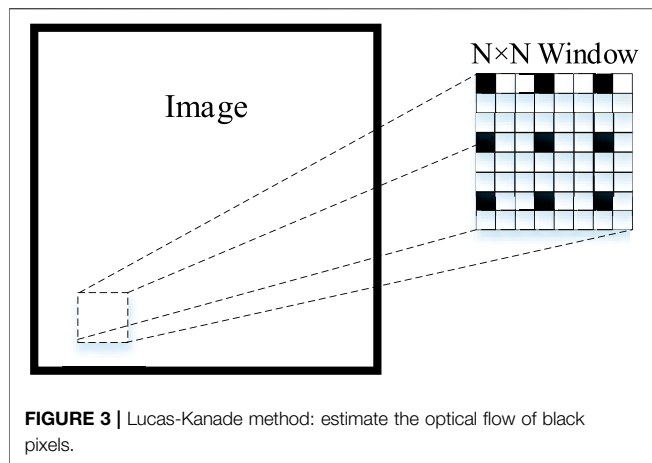 N×N Window
Image
FIGURE 3 | Lucas-Kanade method: estimate the optical flow of black
pixels.